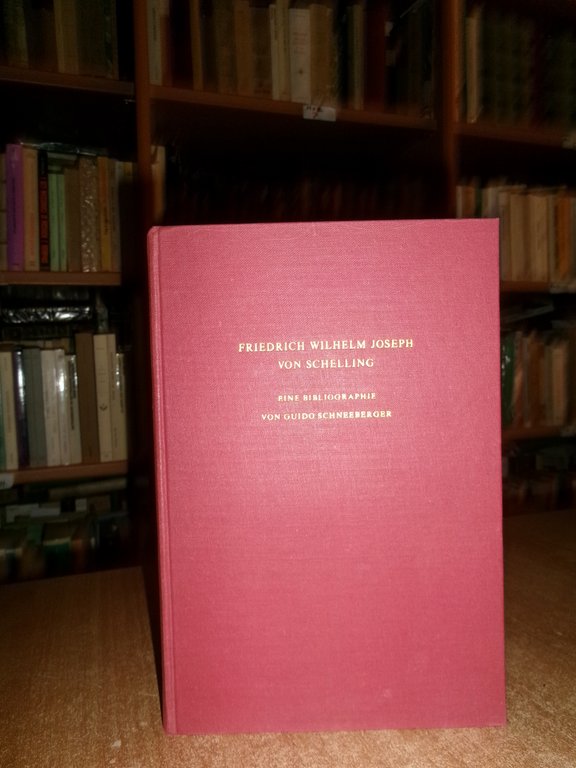 FRIEDRICH WILHELM JOSEPH
VON SCHELLING
EINE BIBLIOGRAPHIE
VON GUIDO SCHNEEBERGER